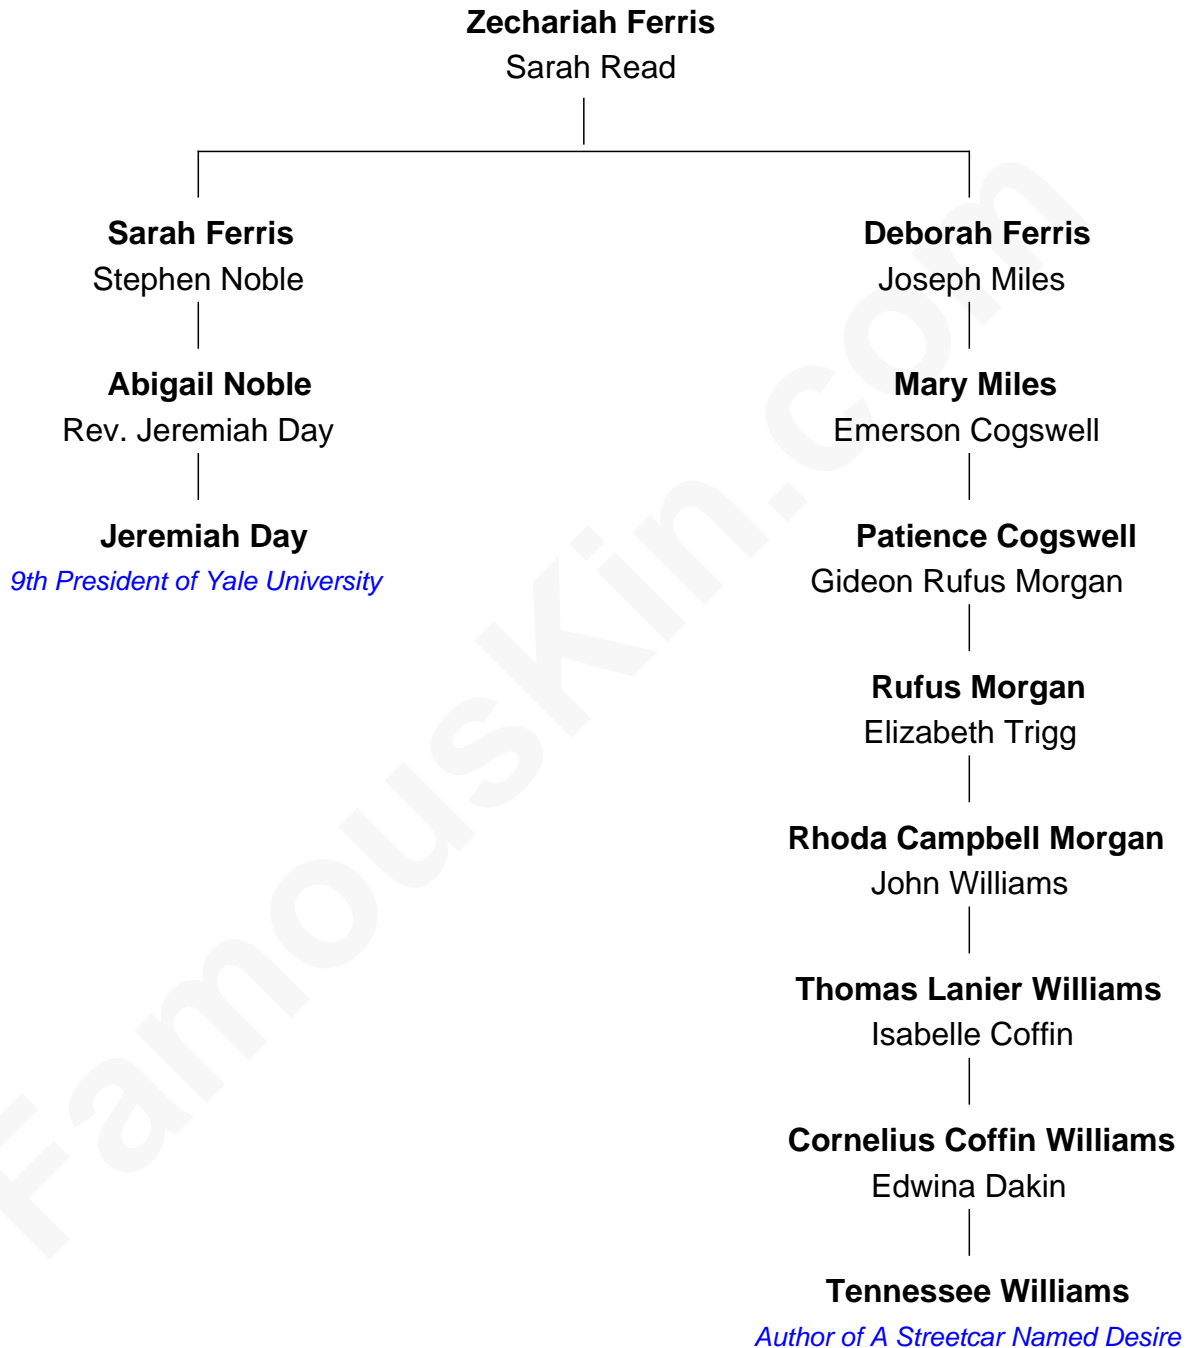 Zechariah Ferris
Sarah Read
Sarah Ferris
Stephen Noble
Abigail Noble
Rev. Jeremiah Day
Jeremiah Day
9th President of Yale University
Deborah Ferris
Joseph Miles
Mary Miles
Emerson Cogswell
Patience Cogswell
Gideon Rufus Morgan
Rufus Morgan
Elizabeth Trigg
Rhoda Campbell Morgan
John Williams
Thomas Lanier Williams
Isabelle Coffin
Cornelius Coffin Williams
Edwina Dakin
Tennessee Williams
Author of A Streetcar Named Desire
FamousKin.com